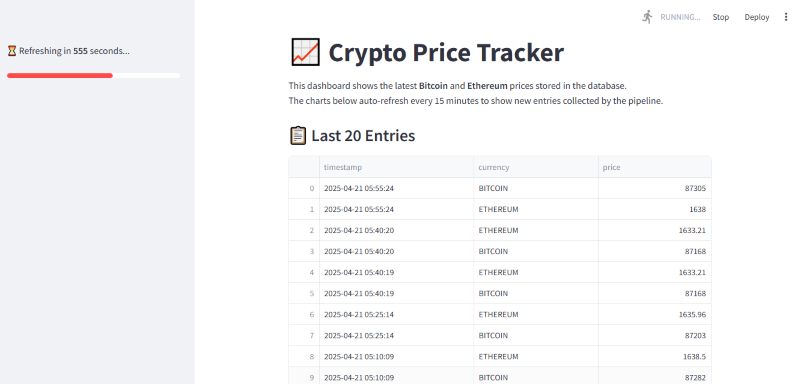 RUNNING... Stop Deploy
Refreshing in 555 seconds...
Crypto Price Tracker
This dashboard shows the latest Bitcoin and Ethereum prices stored in the database.
The charts below auto-refresh every 15 minutes to show new entries collected by the pipeline.
Last 20 Entries
timestamp currency price
0 2025-04-21 05:55:24 BITCOIN 87305
1 2025-04-21 05:55:24 ETHEREUM 1638
2 2025-04-21 05:40:20 ETHEREUM 1633.21
3 2025-04-21 05:40:20 BITCOIN 87168
4 2025-04-21 05:40:19 ETHEREUM 1633.21
5 2025-04-21 05:40:19 BITCOIN 87168
6 2025-04-21 05:25:14 ETHEREUM 1635.96
7 2025-04-21 05:25:14 BITCOIN 87203
8 2025-04-21 05:10:09 ETHEREUM 1638.5
9 2025-04-21 05:10:09 BITCOIN 87282